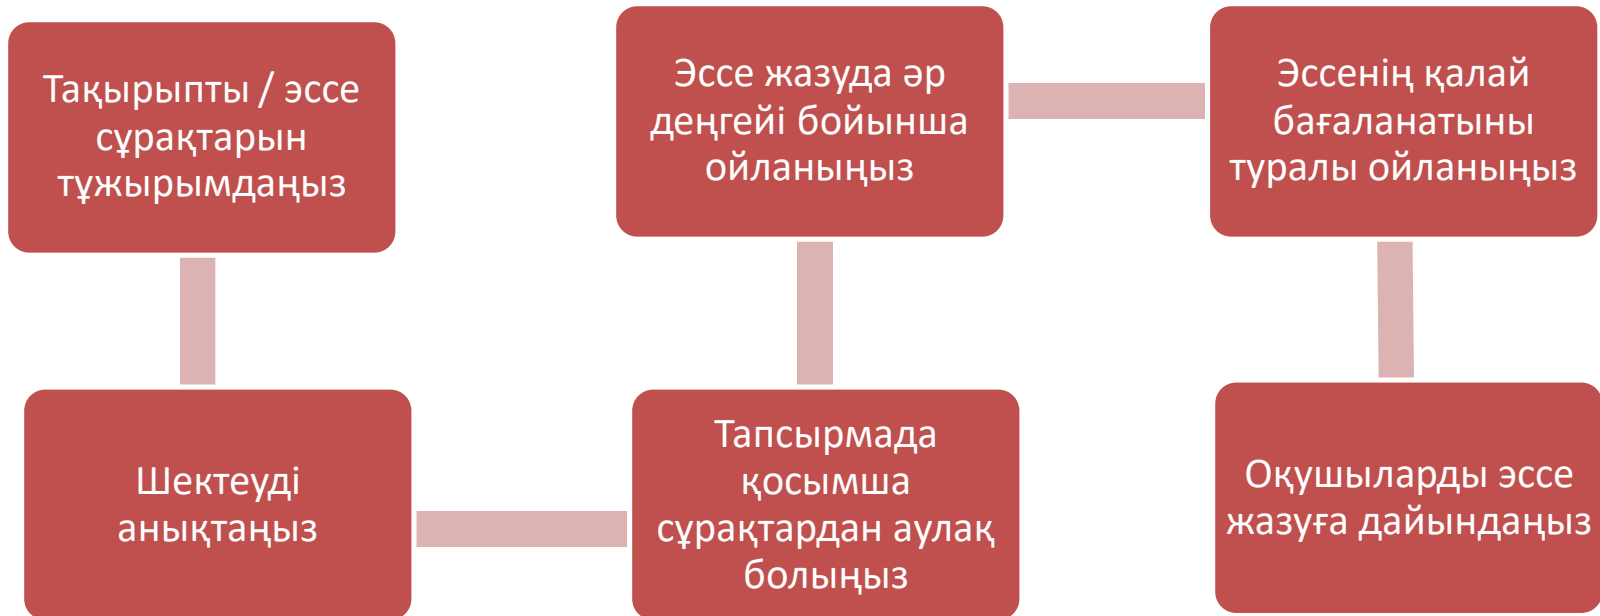 Тақырыпты / эссе
сұрақтарын
тұжырымдаңыз
Шектеуді
анықтаңыз
Тапсырмада
қосымша
сұрақтардан аулақ
болыңыз
Эссе жазуда әр
деңгейі бойынша
ойланыңыз
Эссенің қалай
бағаланатыны
туралы ойланыңыз
Оқушыларды эссе
жазуға дайындаңыз